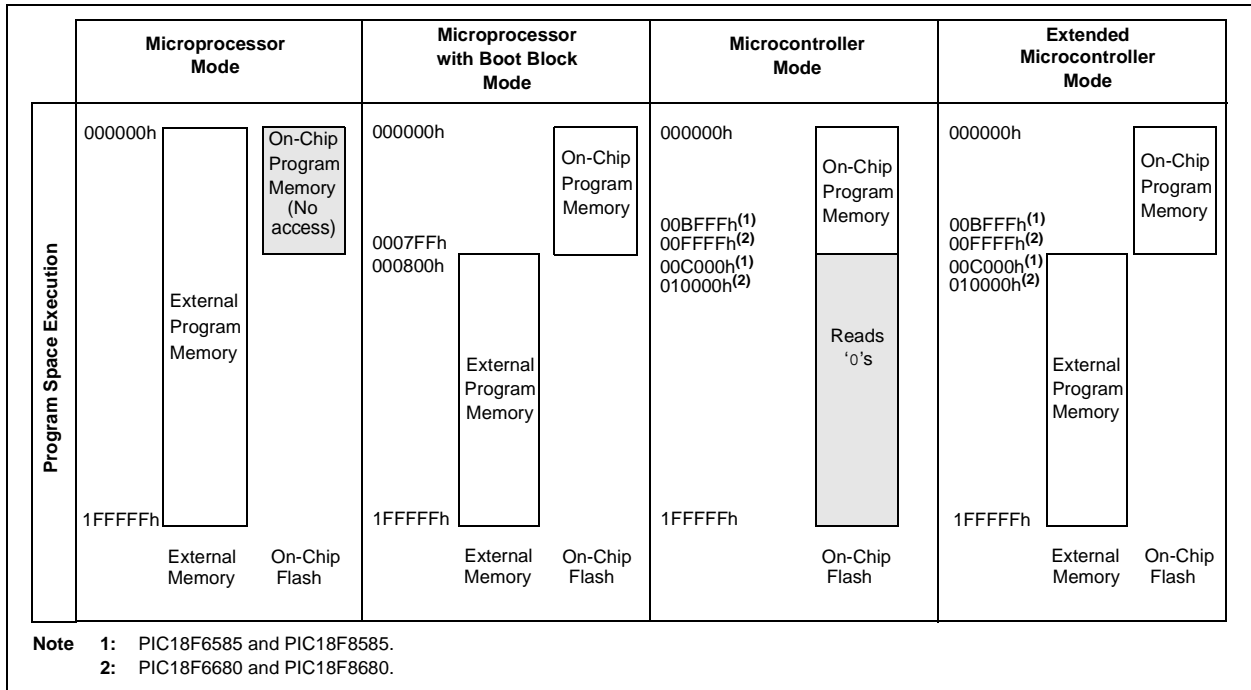 Microprocessor
Mode
Microprocessor
with Boot Block
Mode
Microcontroller
Mode
Extended
Microcontroller
Mode
Program Space Execution
000000h
On-Chip
Program
Memory
(No
access)
External
Program
Memory
1FFFFFh
External
Memory
On-Chip
Flash
000000h
On-Chip
Program
Memory
0007FFh
000800h
External
Program
Memory
1FFFFFh
External
Memory
On-Chip
Flash
000000h
On-Chip
Program
Memory
00BFFFh(1)
00FFFFh(2)
00C000h(1)
010000h(2)
Reads
‘0’s
1FFFFFh
On-Chip
Flash
000000h
On-Chip
Program
Memory
00BFFFh(1)
00FFFFh(2)
00C000h(1)
010000h(2)
External
Program
Memory
1FFFFFh
External
Memory
On-Chip
Flash
Note 1: PIC18F6585 and PIC18F8585.
2: PIC18F6680 and PIC18F8680.